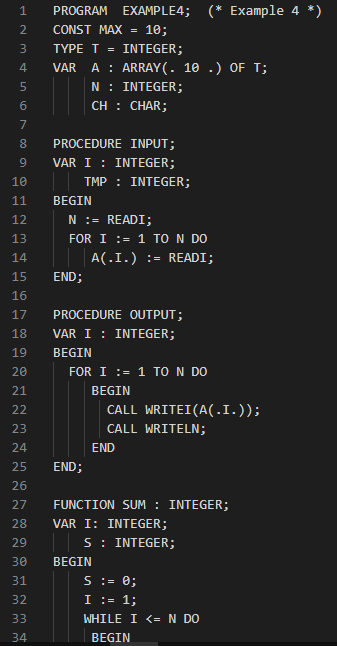 1 PROGRAM  EXAMPLE4;  (* Example 4 *)
2 CONST MAX = 10;
3 TYPE T = INTEGER;
4 VAR  A : ARRAY(. 10 .) OF T;
5      N : INTEGER;
6      CH : CHAR;
7
8 PROCEDURE INPUT;
9 VAR I : INTEGER;
10     TMP : INTEGER;
11 BEGIN
12   N := READI;
13   FOR I := 1 TO N DO
14      A(.I.) := READI;
15 END;
16
17 PROCEDURE OUTPUT;
18 VAR I : INTEGER;
19 BEGIN
20   FOR I := 1 TO N DO
21      BEGIN
22        CALL WRITEI(A(.I.));
23        CALL WRITELN;
24      END
25 END;
26
27 FUNCTION SUM : INTEGER;
28 VAR I: INTEGER;
29     S : INTEGER;
30 BEGIN
31     S := 0;
32     I := 1;
33     WHILE I <= N DO
34      BEGIN